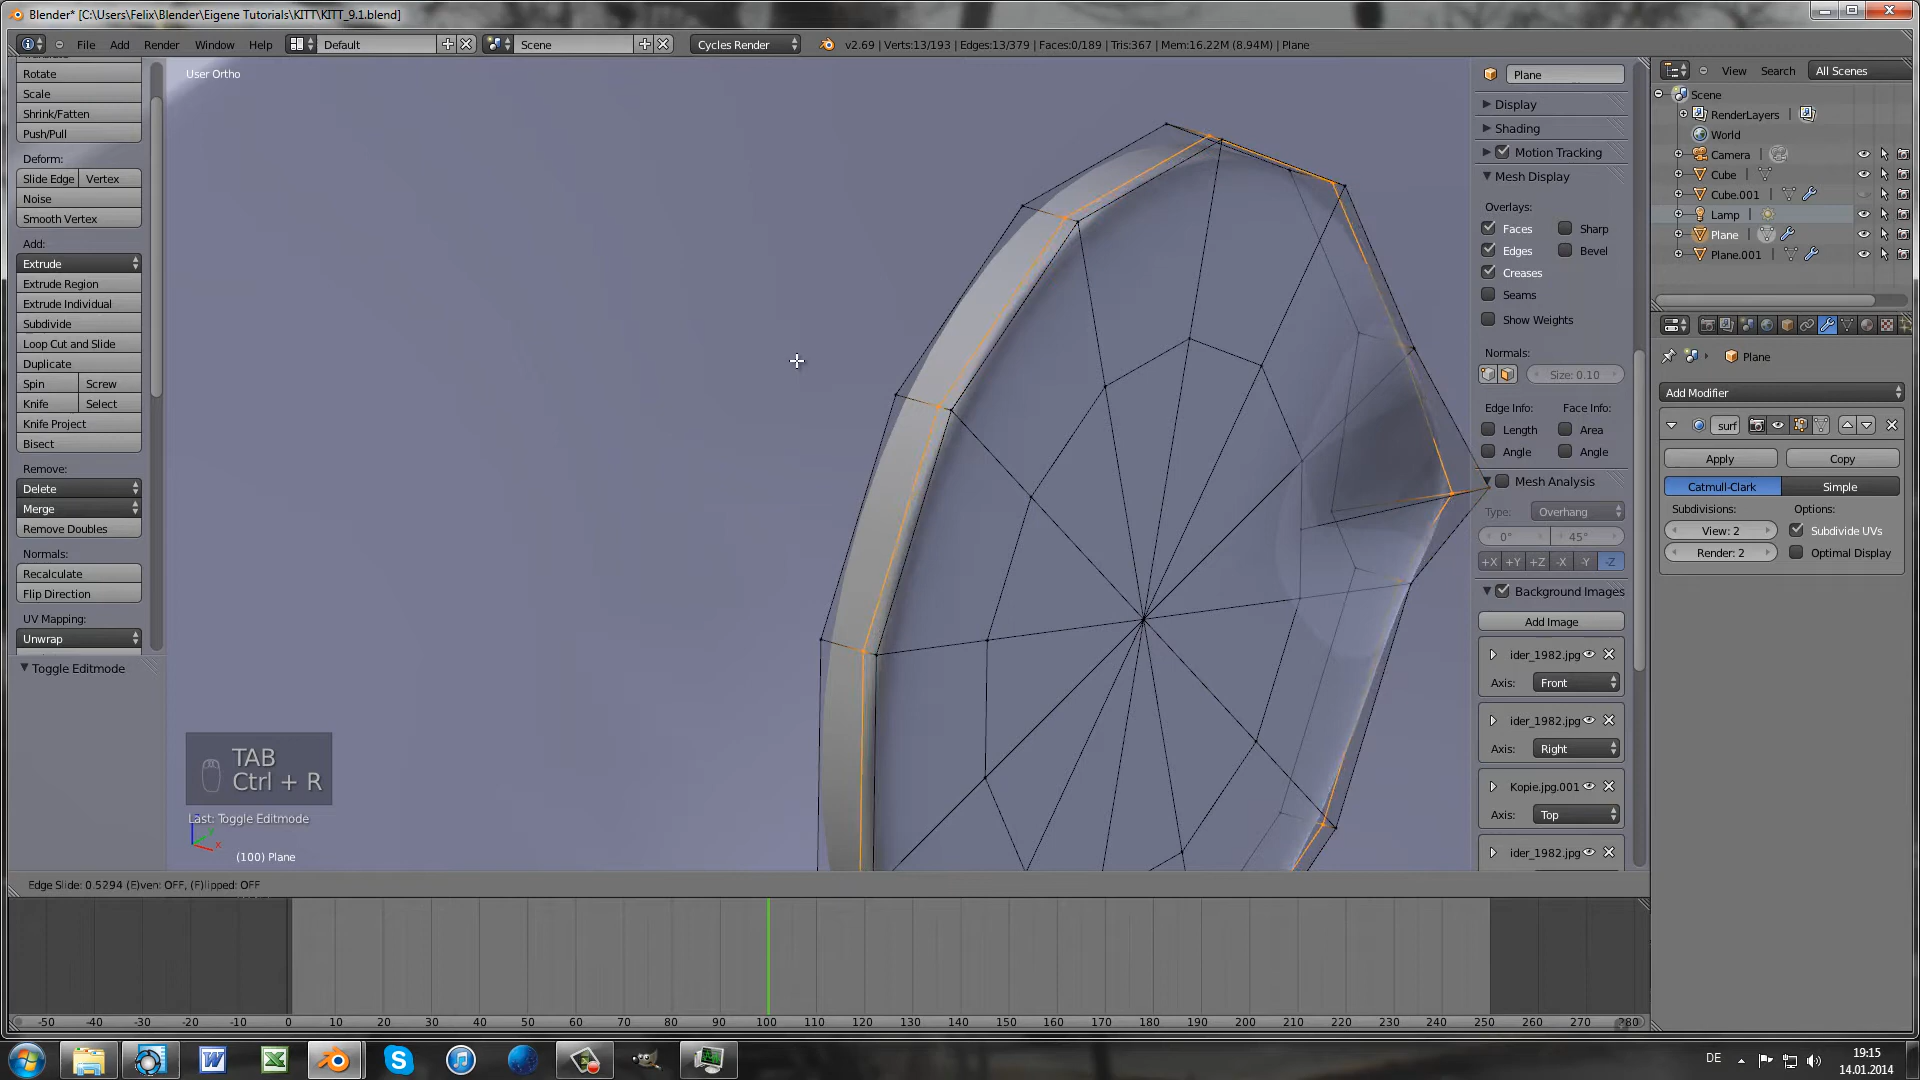 Blender* [C:\Users\Felix\Blender\Eigene Tutorials\KITT\KITT_9.1.blend]
File Add Render Window Help Default Scene Cycles Render v2.69 | Verts:13/193 | Edges:13/379 | Faces:0/189 | Tris:367 | Mem:16.22M (8.94M) | Plane
Rotate
Scale
Shrink/Fatten
Push/Pull
Deform:
Slide Edge Vertex
Noise
Smooth Vertex
Add:
Extrude
Extrude Region
Extrude Individual
Subdivide
Loop Cut and Slide
Duplicate
Spin Screw
Knife Select
Knife Project
Bisect
Remove:
Delete
Merge
Remove Doubles
Normals:
Recalculate
Flip Direction
UV Mapping:
Unwrap
Toggle Editmode
User Ortho
TAB
Ctrl + R
Last: Toggle Editmode
(100) Plane
Plane
Display
Shading
Motion Tracking
Mesh Display
Overlays:
Faces Sharp
Edges Bevel
Creases
Seams
Show Weights
Normals:
Size: 0.10
Edge Info: Face Info:
Length Area
Angle Angle
Mesh Analysis
Type: Overhang
0° 45°
+X +Y +Z -X -Y -Z
Background Images
Add Image
ider_1982.jpg
Axis: Front
ider_1982.jpg
Axis: Right
Kopie.jpg.001
Axis: Top
ider_1982.jpg
View Search All Scenes
Scene
RenderLayers
World
Camera
Cube
Cube.001
Lamp
Plane
Plane.001
Plane
Add Modifier
surf
Apply Copy
Catmull-Clark Simple
Subdivisions: Options:
View: 2 Subdivide UVs
Render: 2 Optimal Display
Edge Slide: 0.5294 (E)ven: OFF, (F)lipped: OFF
-50 -40 -30 -20 -10 0 10 20 30 40 50 60 70 80 90 100 110 120 130 140 150 160 170 180 190 200 210 220 230 240 250 260 270 280
DE
19:15
14.01.2014